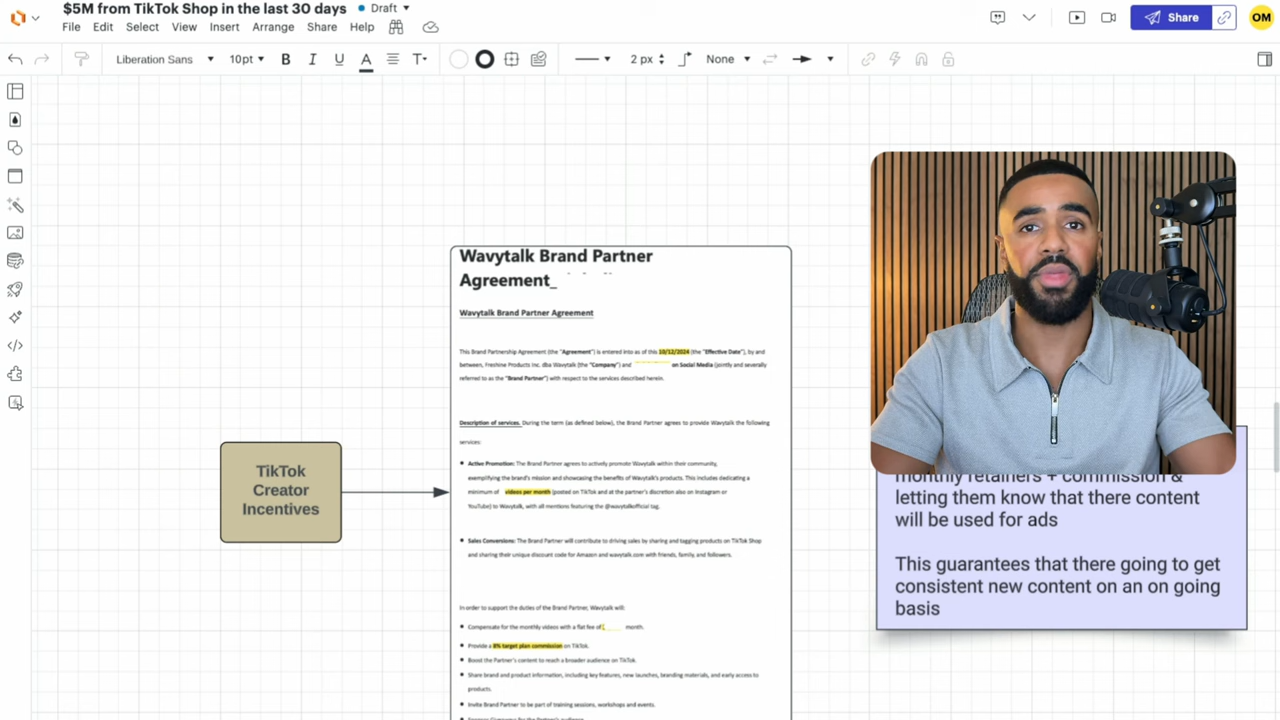 $5M from TikTok Shop in the last 30 days
Draft
File Edit Select View Insert Arrange Share Help
Share
OM
Liberation Sans
10pt
B I U A T
2 px
None
Wavytalk Brand Partner
Agreement_
Wavytalk Brand Partner Agreement
This Brand Partnership Agreement (the "Agreement") is entered into as of this 10/12/2024 (the "Effective Date"), by and
between, Freshme Products Inc. dba Wavytalk (the "Company") and on Social Media (jointly and severally
referred to as the "Brand Partner") with respect to the services described herein.
Description of services. During the term (as defined below), the Brand Partner agrees to provide Wavytalk the following
services:
• Active Promotion: The Brand Partner agrees to actively promote Wavytalk within their community,
exemplifying the brand's mission and showcasing the benefits of Wavytalk's products. This includes dedicating a
minimum of videos per month (posted on TikTok and at the partner's discretion also on Instagram or
YouTube) to Wavytalk, with all mentions featuring the @wavytalkofficial tag.
• Sales Conversions: The Brand Partner will contribute to driving sales by sharing and tagging products on TikTok Shop
and sharing their unique discount code for Amazon and wavytalk.com with friends, family, and followers.
In order to support the duties of the Brand Partner, Wavytalk will:
• Compensate for the monthly videos with a flat fee of month.
• Provide a 8% target plan commission on TikTok.
• Boost the Partner's content to reach a broader audience on TikTok.
• Share brand and product information, including key features, new launches, branding materials, and early access to
products.
• Invite Brand Partner to be part of training sessions, workshops and events.
TikTok
Creator
Incentives
monthly retainers + commission &
letting them know that there content
will be used for ads
This guarantees that there going to get
consistent new content on an on going
basis